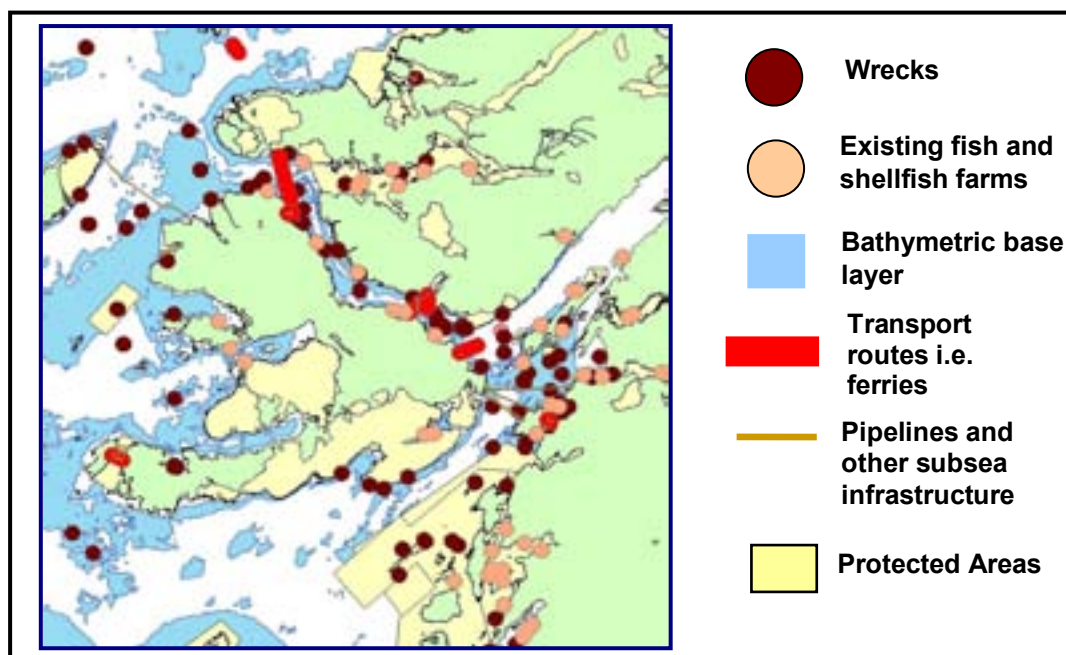 Wrecks
Existing fish and
shellfish farms
Bathymetric base
layer
Transport
routes i.e.
ferries
Pipelines and
other subsea
infrastructure
Protected Areas